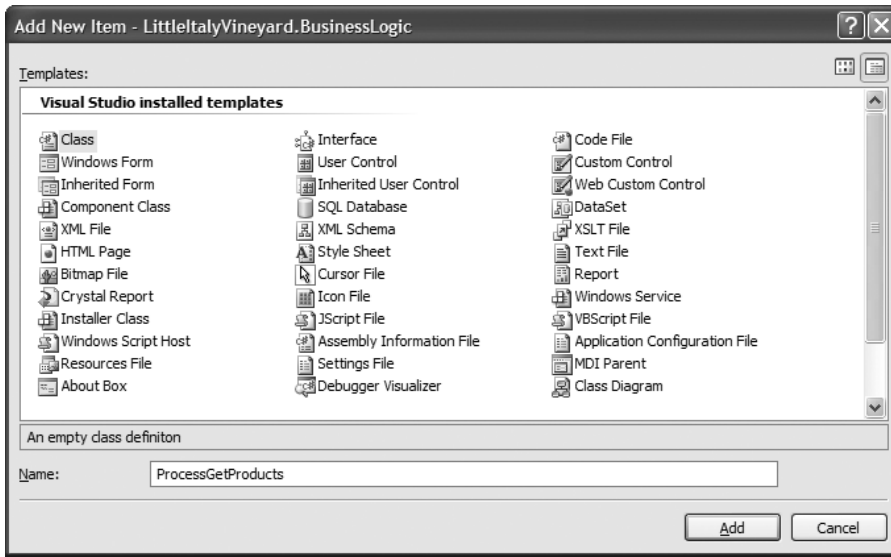 Add New Item - LittleItalyVineyard.BusinessLogic
Templates:
Visual Studio installed templates
Class Interface Code File
Windows Form User Control Custom Control
Inherited Form Inherited User Control Web Custom Control
Component Class SQL Database DataSet
XML File XML Schema XSLT File
HTML Page Style Sheet Text File
Bitmap File Cursor File Report
Crystal Report Icon File Windows Service
Installer Class JScript File VBScript File
Windows Script Host Assembly Information File Application Configuration File
Resources File Settings File MDI Parent
About Box Debugger Visualizer Class Diagram
An empty class definiton
Name: ProcessGetProducts
Add Cancel